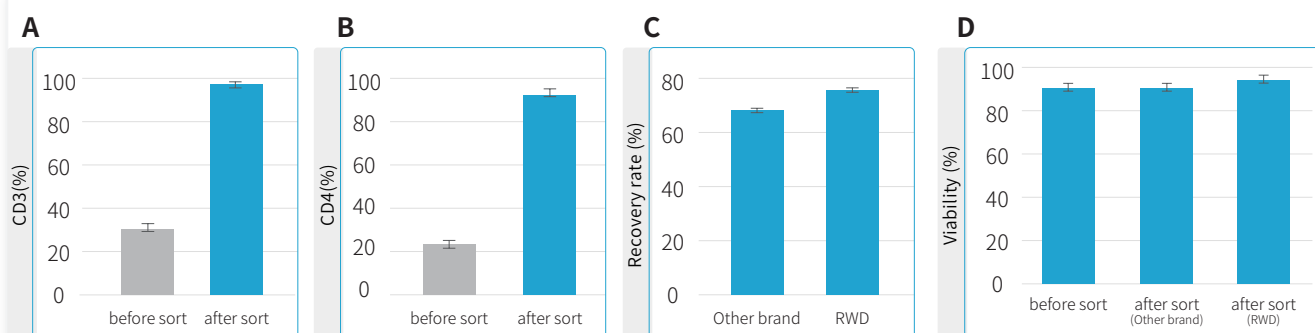 A
CD3(%)
100
80
60
40
20
0
before sort
after sort
B
CD4(%)
100
80
60
40
20
0
before sort
after sort
C
Recovery rate (%)
80
60
40
20
0
Other brand
RWD
D
Viability (%)
100
80
60
40
20
0
before sort
after sort
(Other brand)
after sort
(RWD)